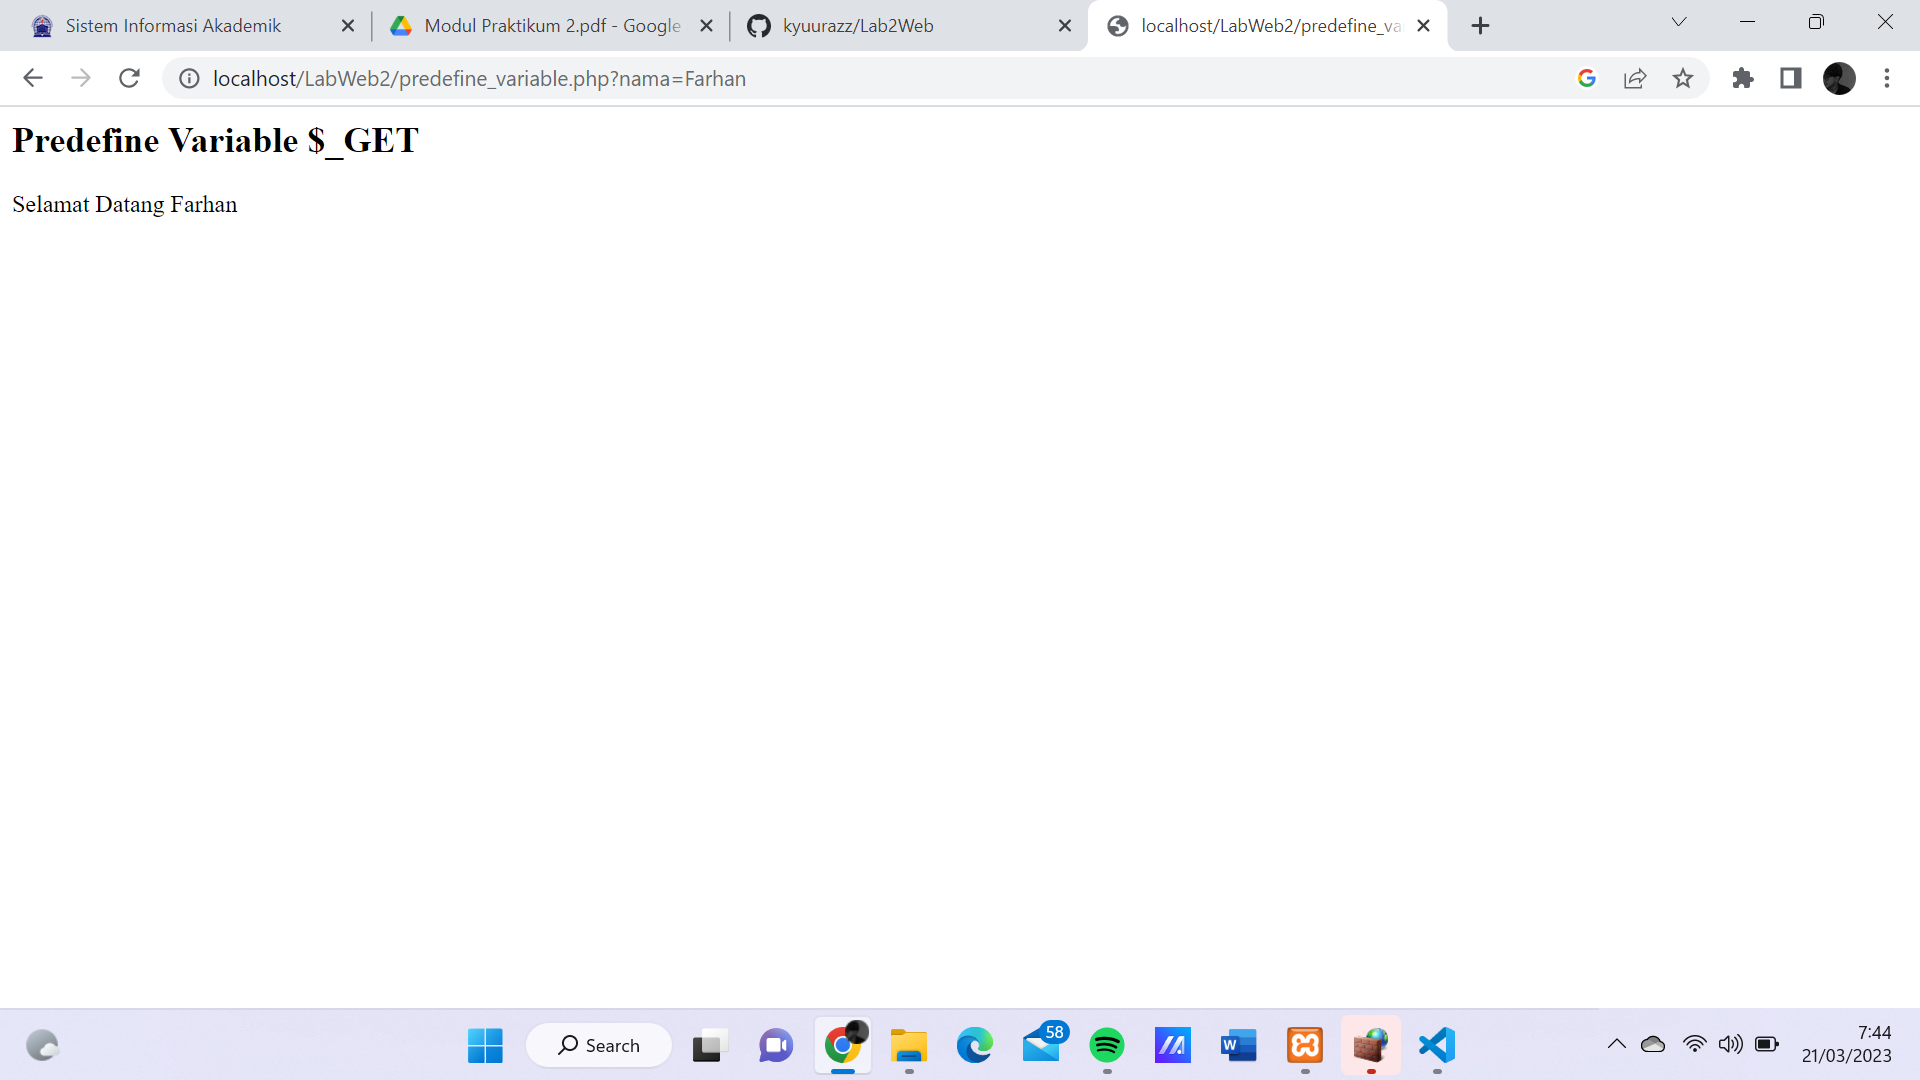 Sistem Informasi Akademik
Modul Praktikum 2.pdf - Google
kyuurazz/Lab2Web
localhost/LabWeb2/predefine_va
localhost/LabWeb2/predefine_variable.php?nama=Farhan
Predefine Variable $_GET
Selamat Datang Farhan
Search
58
7:44
21/03/2023